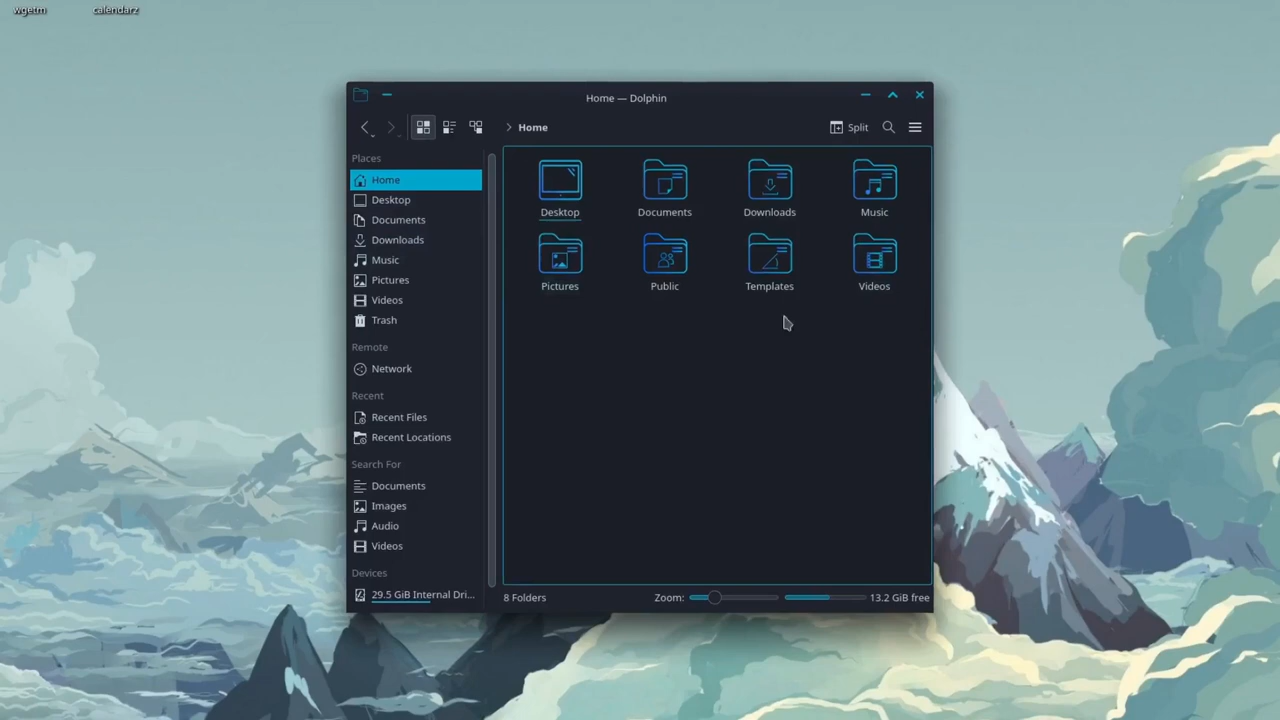 wgetm calendarz
Home — Dolphin
Home
Split
Places
Home
Desktop
Documents
Downloads
Music
Pictures
Videos
Trash
Remote
Network
Recent
Recent Files
Recent Locations
Search For
Documents
Images
Audio
Videos
Devices
29.5 GiB Internal Dri...
Desktop Documents Downloads Music
Pictures Public Templates Videos
8 Folders Zoom: 13.2 GiB free